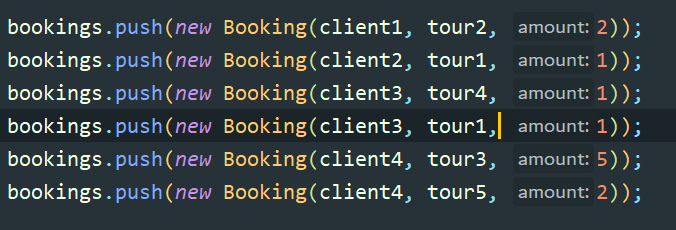 bookings.push(new Booking(client1, tour2, amount: 2));
bookings.push(new Booking(client2, tour1, amount: 1));
bookings.push(new Booking(client3, tour4, amount: 1));
bookings.push(new Booking(client3, tour1, amount: 1));
bookings.push(new Booking(client4, tour3, amount: 5));
bookings.push(new Booking(client4, tour5, amount: 2));